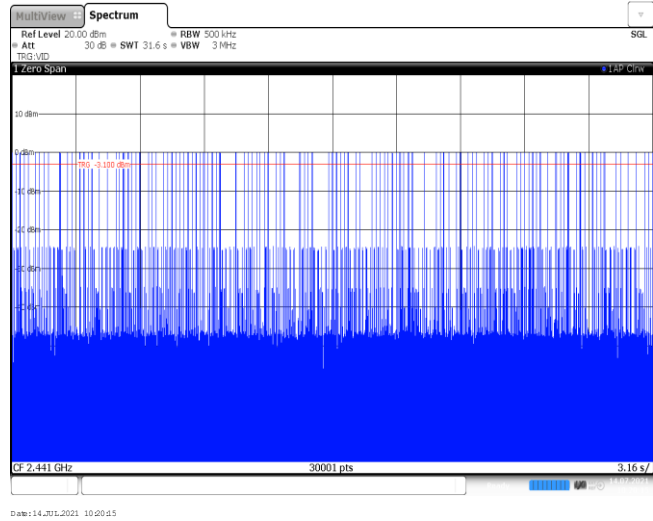 MultiView Spectrum
Ref Level 20.00 dBm RBW 500 kHz SGL
Att 30 dB SWT 31.6 s VBW 3 MHz
TRG:VID
1 Zero Span 1AP Clrw
10 dBm
0 dBm
TRG -3.100 dBm
-10 dBm
-20 dBm
-30 dBm
CF 2.441 GHz 30001 pts 3.16 s/
Date: 14.JUL.2021 10:20:15